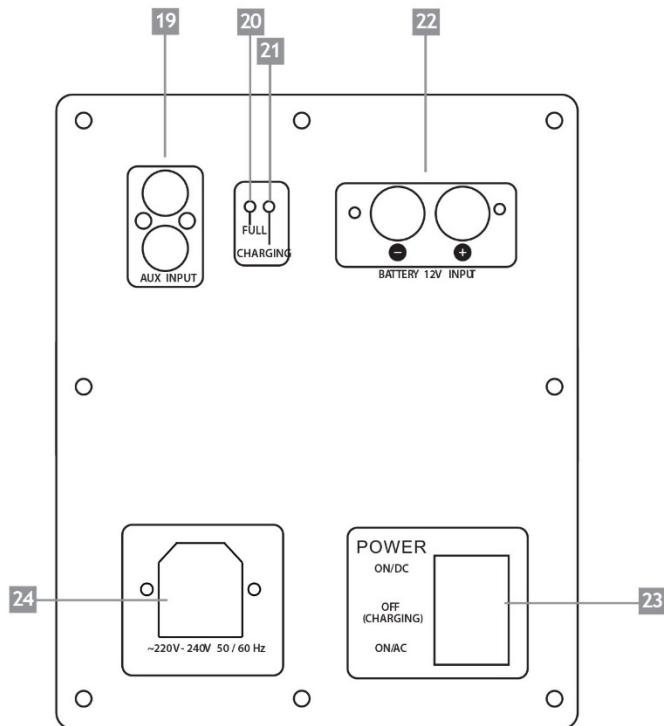 19
20
21
22
FULL
CHARGING
AUX INPUT
− +
BATTERY 12V INPUT
POWER
ON/DC
OFF
(CHARGING)
ON/AC
23
24
~220V - 240V 50 / 60 Hz